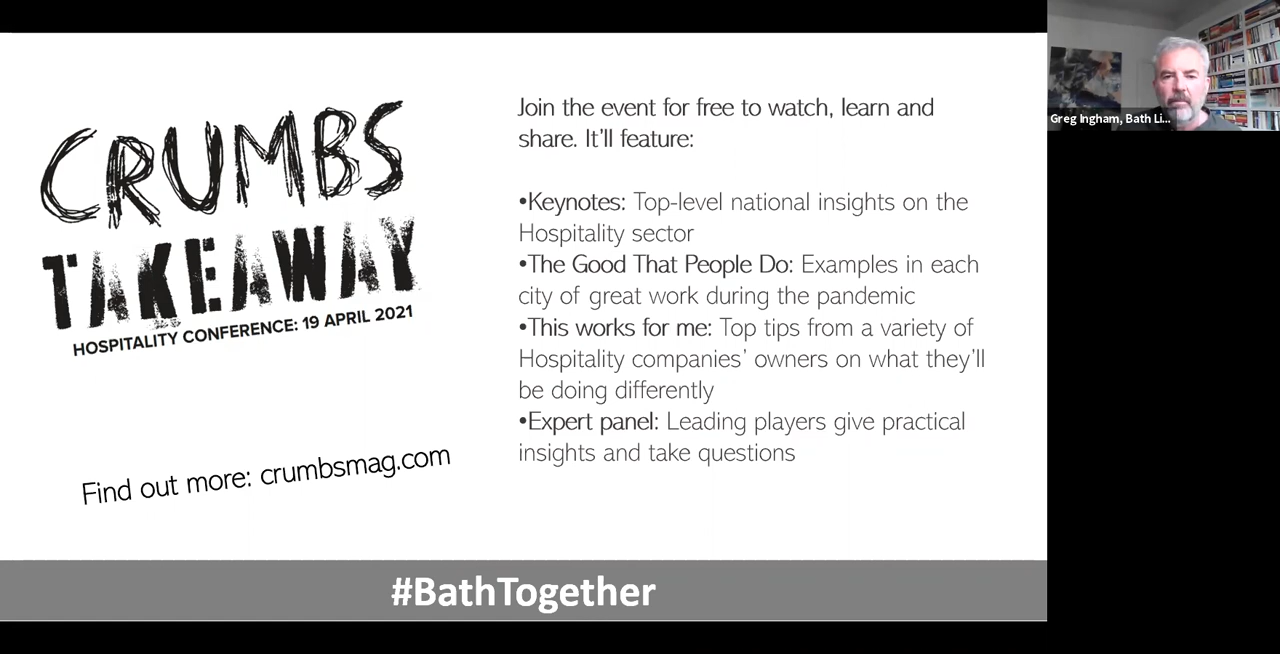 CRUMBS
TAKEAWAY
HOSPITALITY CONFERENCE: 19 APRIL 2021
Find out more: crumbsmag.com
Join the event for free to watch, learn and
share. It’ll feature:
•Keynotes: Top-level national insights on the
Hospitality sector
•The Good That People Do: Examples in each
city of great work during the pandemic
•This works for me: Top tips from a variety of
Hospitality companies’ owners on what they’ll
be doing differently
•Expert panel: Leading players give practical
insights and take questions
#BathTogether
Greg Ingham, Bath Li...